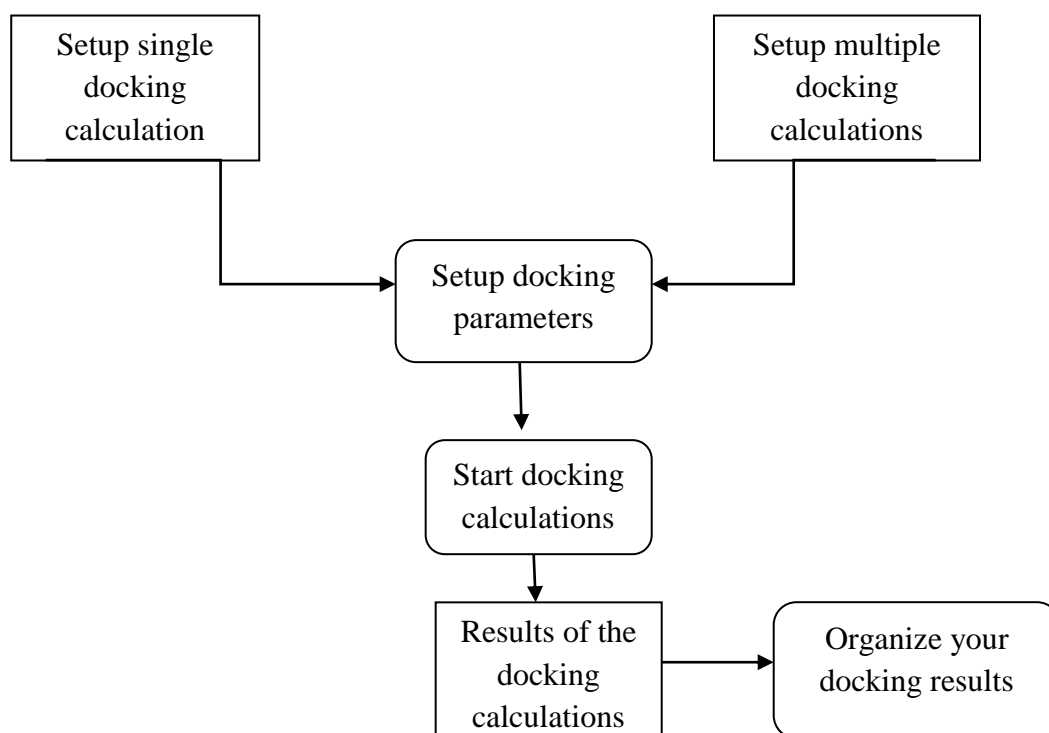 Setup single
docking
calculation
Setup multiple
docking
calculations
Setup docking
parameters
Start docking
calculations
Results of the
docking
calculations
Organize your
docking results